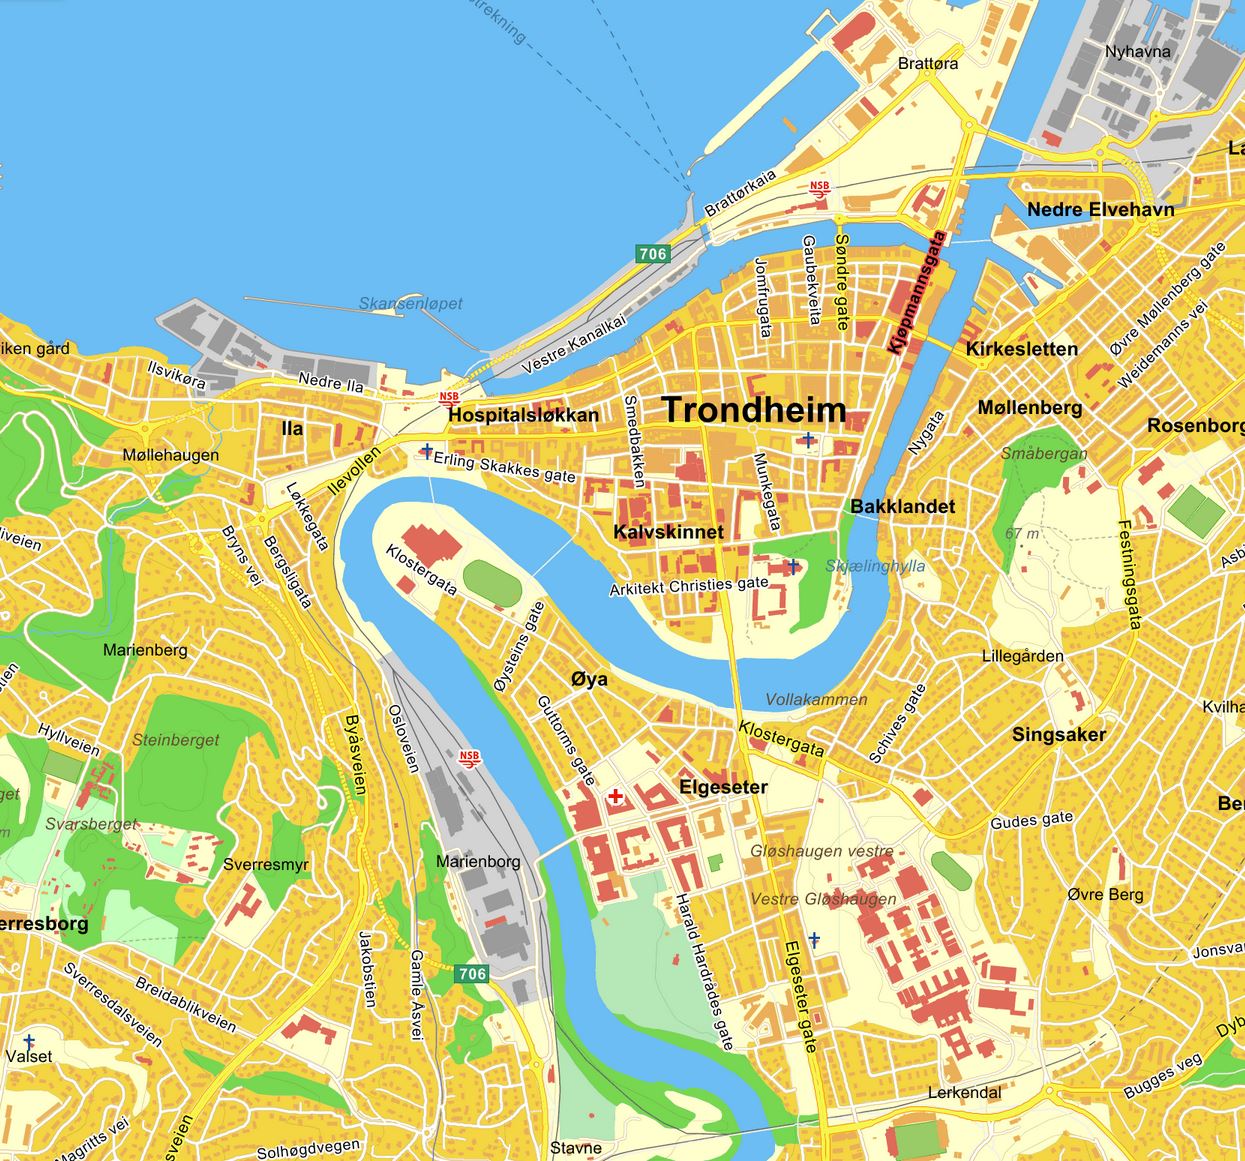 trekning
Nyhavna
Brattøra
La
Brattørkaia
NSB
Nedre Elvehavn
706
Søndre gate
Gaubekveita
Jomfrugata
Kjøpmannsgata
Øvre Møllenberg gate
Weidemanns vei
Skansenløpet
Vestre Kanalkai
iken gård
Ilsvikøra
Nedre Ila
NSB
Kirkesletten
Hospitalsløkkan
Trondheim
Møllenberg
Rosenborg
Ila
Smedbakken
Nygata
Småbergan
Møllehaugen
Ilevollen
Erling Skakkes gate
Munkegata
Bakklandet
Løkkegata
Kalvskinnet
67 m
Festningsgata
Asb
liveien
Bryns vei
Bergsligata
Klostergata
Arkitekt Christies gate
Skjælinghylla
Marienberg
Øysteins gate
Lillegården
stien
Øya
Vollakammen
Kvilha
Hyllveien
Steinberget
Byåsveien
Osloveien
Guttorms gate
Klostergata
Schives gate
Singsaker
NSB
get
Elgeseter
Be
m
Svarsberget
Gudes gate
Sverresmyr
Marienborg
Gløshaugen vestre
Vestre Gløshaugen
Øvre Berg
erresborg
Harald Hardrådes gate
Elgeseter gate
Jonsva
Jakobstien
Gamle Åsvei
706
Sverresdalsveien
Breidablikveien
Dyb
Valset
Bugges veg
Lerkendal
Magritts vei
sveien
Solhøgdvegen
Stavne